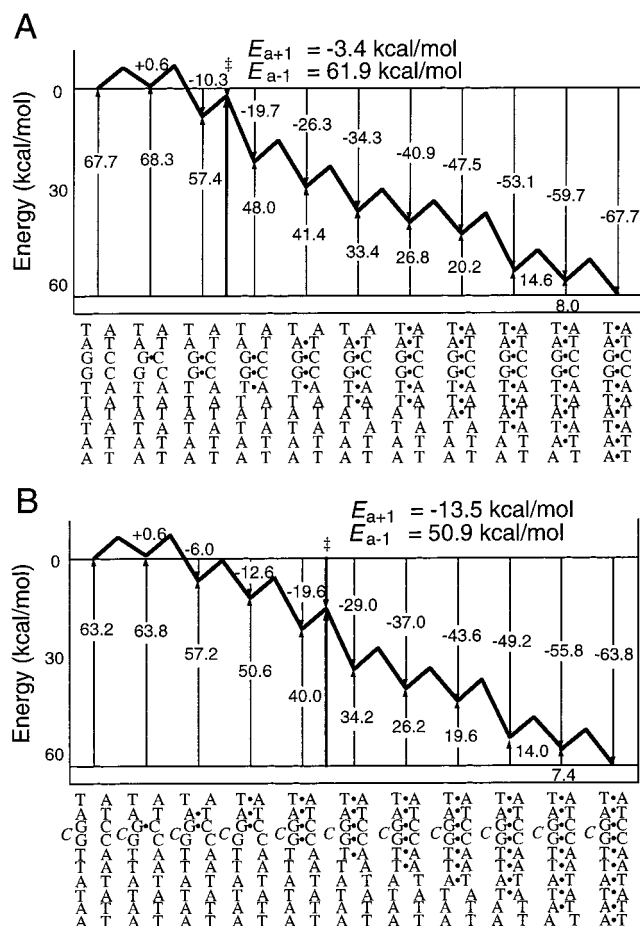 A
E a+1 = -3.4 kcal/mol
E a-1 = 61.9 kcal/mol
‡
+0.6 -10.3 -19.7 -26.3 -34.3 -40.9 -47.5 -53.1 -59.7 -67.7
Energy (kcal/mol)
0
30
60
67.7 68.3 57.4 48.0 41.4 33.4 26.8 20.2 14.6 8.0
T A T A T A T A T A T A T•A T•A T•A T•A T•A
A T A T A T A T A•T A•T A•T A•T A•T A•T A•T
G C G•C G•C G•C G•C G•C G•C G•C G•C G•C G•C
G C G C G•C G•C G•C G•C G•C G•C G•C G•C G•C
T A T A T A T•A T•A T•A T•A T•A T•A T•A T•A
T A T A T A T A T A T•A T•A T•A T•A T•A T•A
A T A T A T A T A T A T A T A•T A•T A•T A•T
T A T A T A T A T A T A T A T A T•A T•A T•A
A T A T A T A T A T A T A T A T A T A•T A•T
A T A T A T A T A T A T A T A T A T A T A•T
B
E a+1 = -13.5 kcal/mol
E a-1 = 50.9 kcal/mol
‡
+0.6 -6.0 -12.6 -19.6 -29.0 -37.0 -43.6 -49.2 -55.8 -63.8
Energy (kcal/mol)
0
30
60
63.2 63.8 57.2 50.6 40.0 34.2 26.2 19.6 14.0 7.4
T A T A T A T•A T•A T•A T•A T•A T•A T•A T•A
A T A T A•T A•T A•T A•T A•T A•T A•T A•T A•T
G C G•C G•C G•C G•C G•C G•C G•C G•C G•C G•C
C C C C C C C C C C C
G C G C G C G C G•C G•C G•C G•C G•C G•C G•C
T A T A T A T A T A T•A T•A T•A T•A T•A T•A
T A T A T A T A T A T A T•A T•A T•A T•A T•A
A T A T A T A T A T A T A T A•T A•T A•T A•T
T A T A T A T A T A T A T A T A T•A T•A T•A
A T A T A T A T A T A T A T A T A T A•T A•T
A T A T A T A T A T A T A T A T A T A T A•T